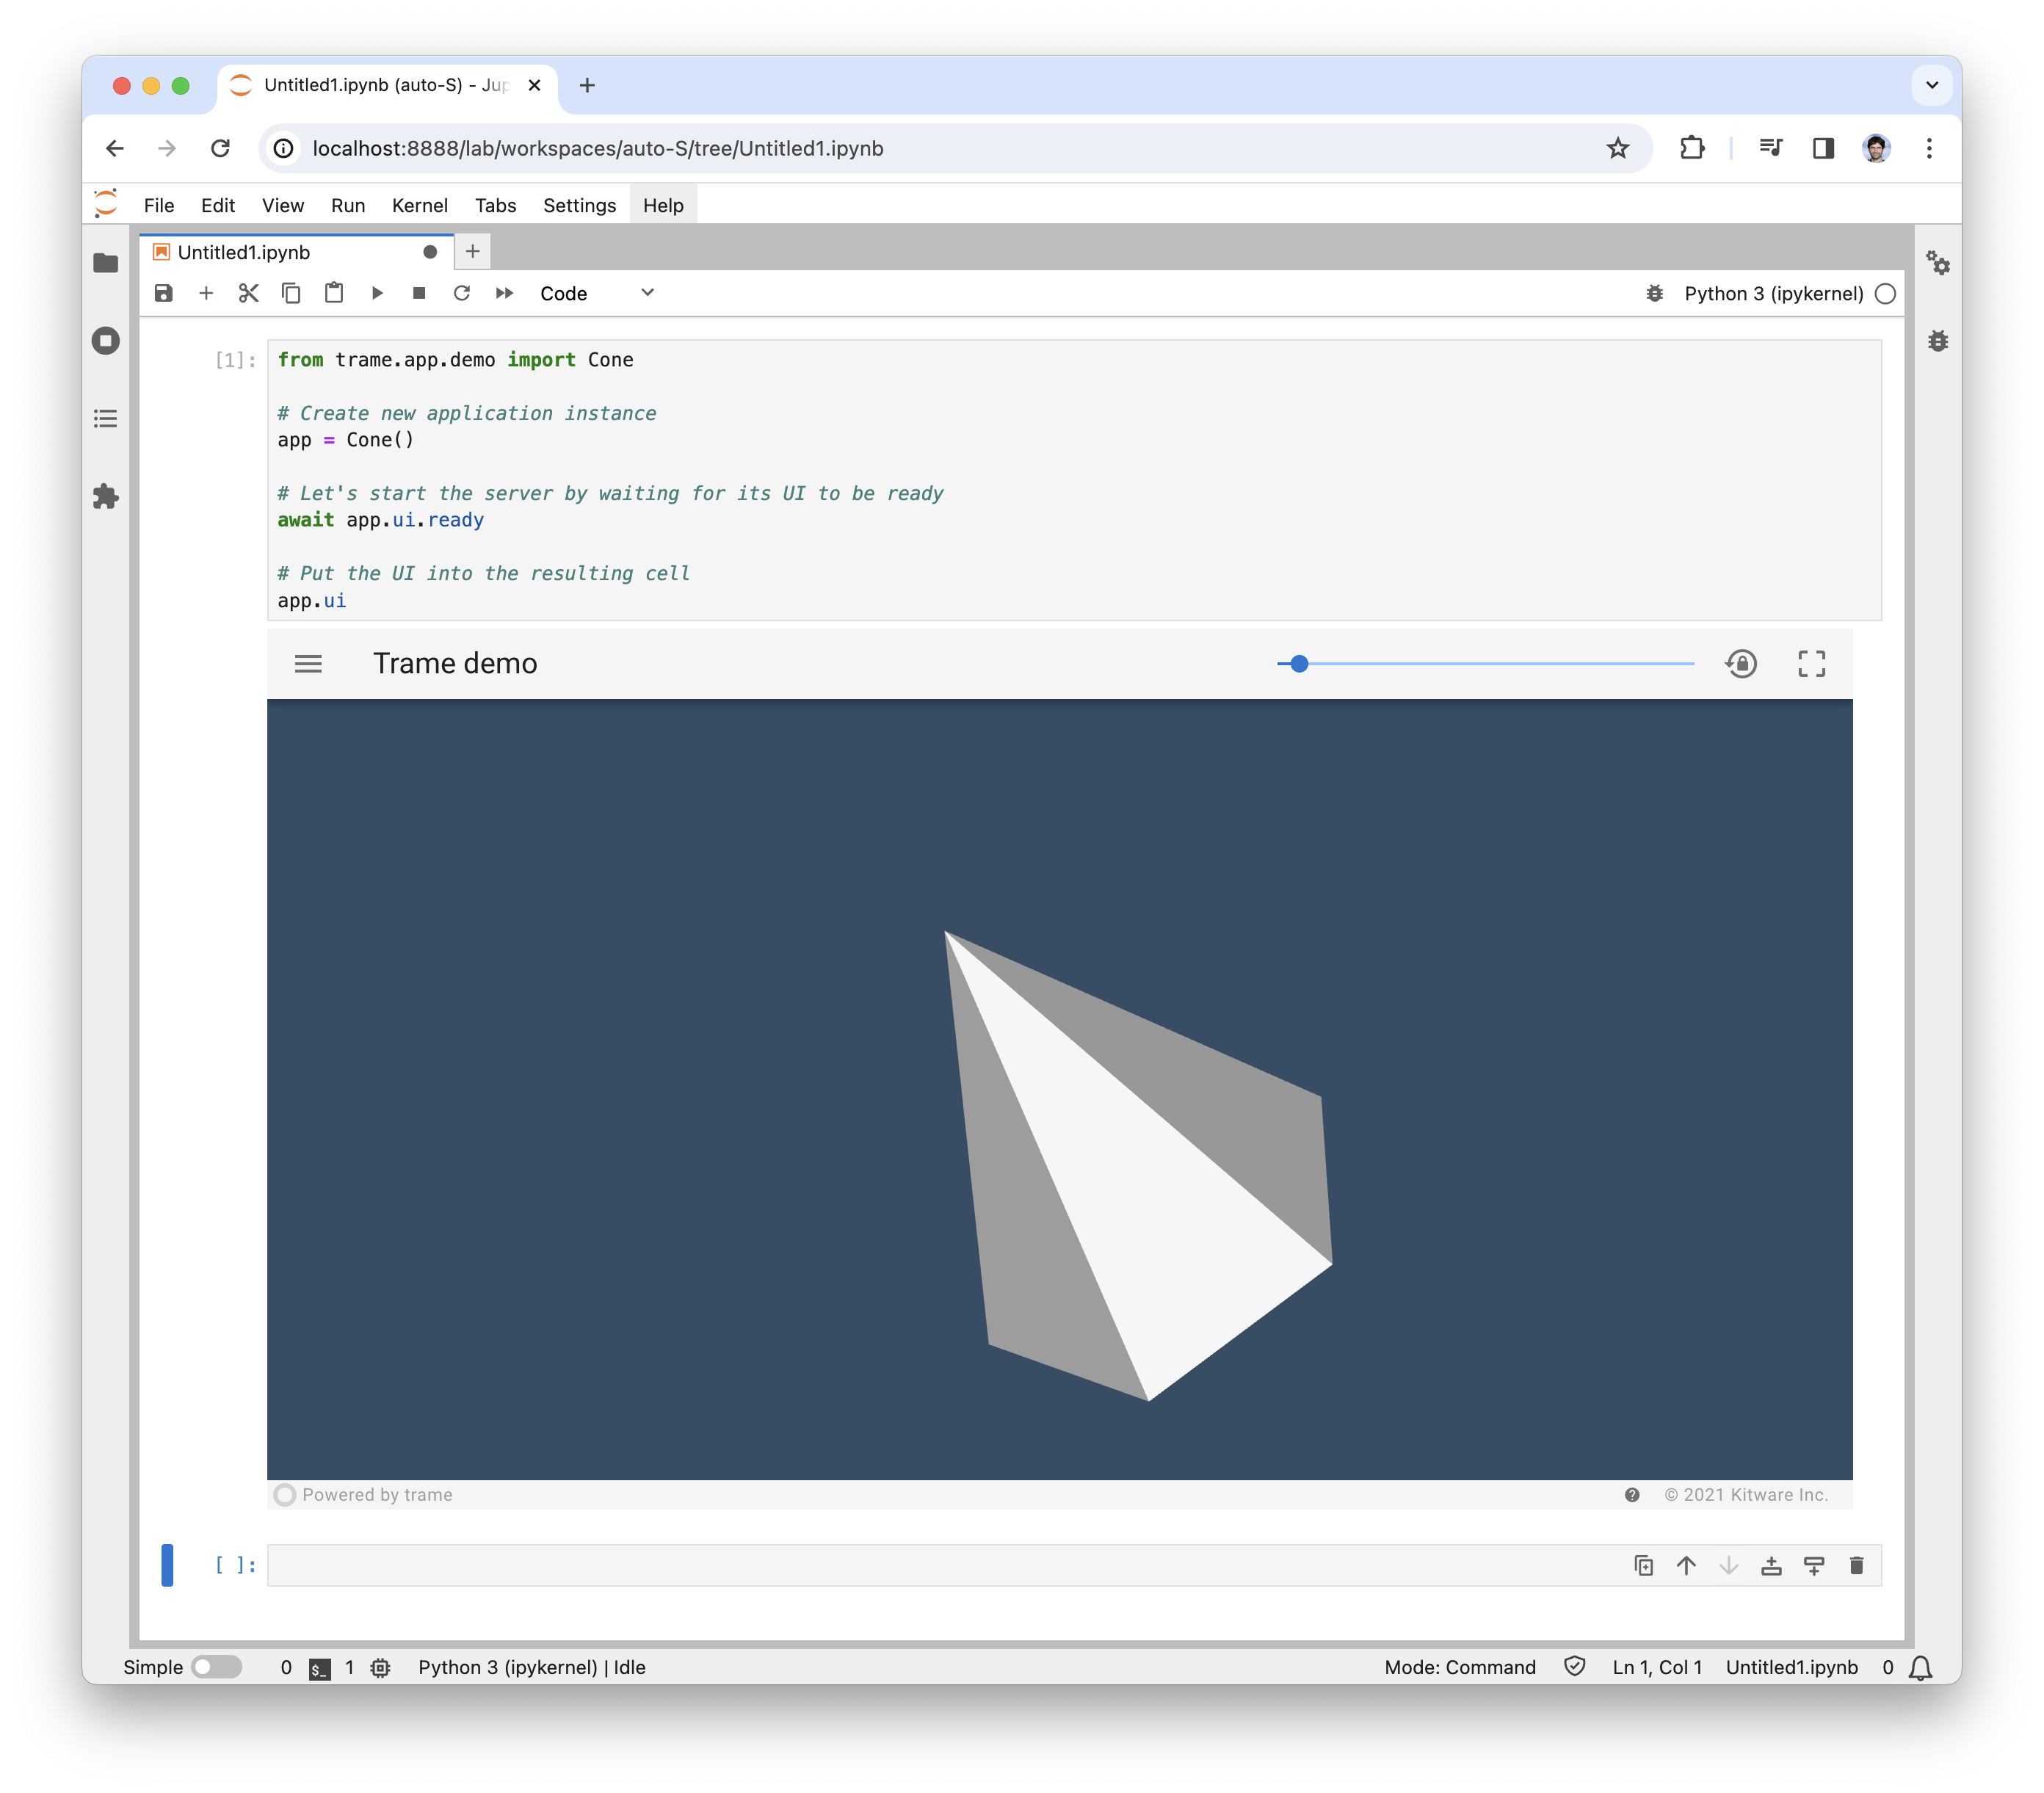 Untitled1.ipynb (auto-S) - Jup
localhost:8888/lab/workspaces/auto-S/tree/Untitled1.ipynb
File Edit View Run Kernel Tabs Settings Help
Untitled1.ipynb
Code Python 3 (ipykernel)
[1]: from trame.app.demo import Cone
# Create new application instance
app = Cone()
# Let's start the server by waiting for its UI to be ready
await app.ui.ready
# Put the UI into the resulting cell
app.ui
Trame demo
Powered by trame © 2021 Kitware Inc.
[ ]:
Simple 0 $_ 1 Python 3 (ipykernel) | Idle Mode: Command Ln 1, Col 1 Untitled1.ipynb 0